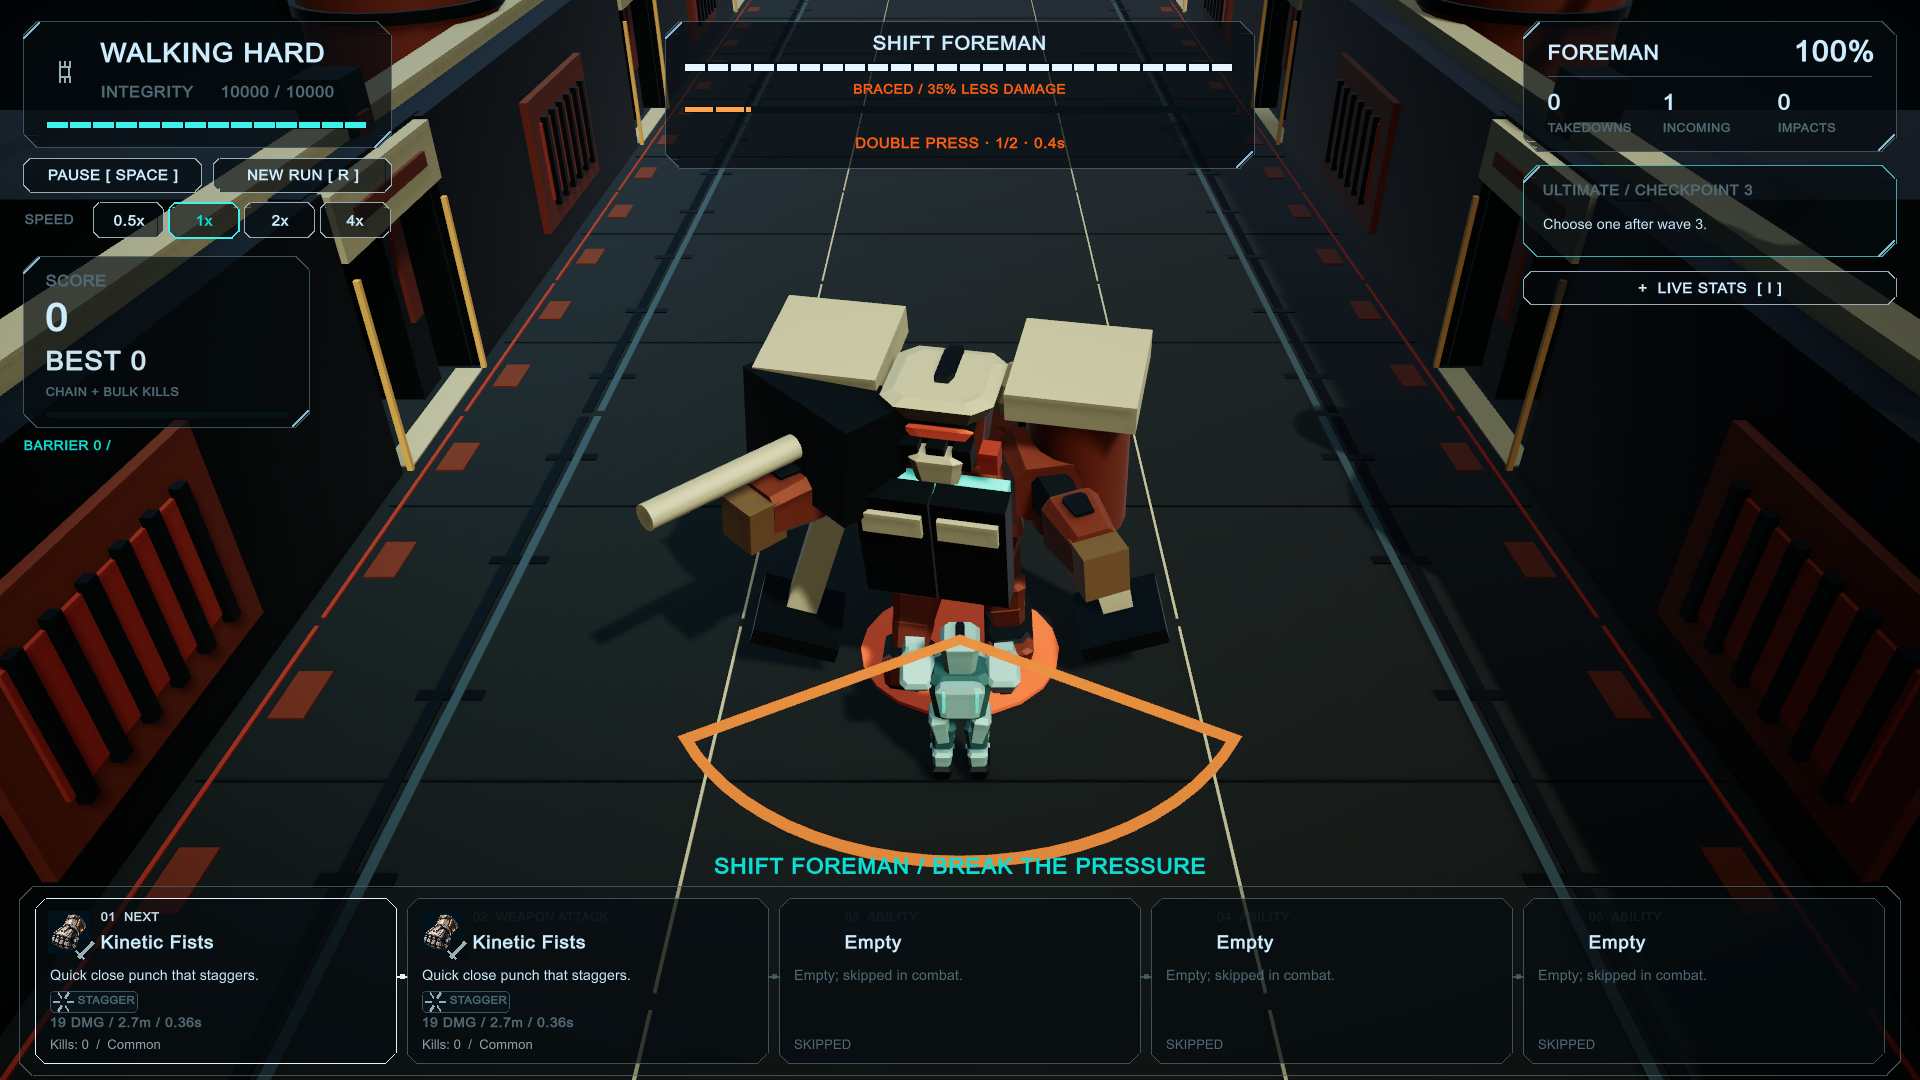 WALKING HARD
INTEGRITY 10000 / 10000
PAUSE [ SPACE ]
NEW RUN [ R ]
SPEED
0.5x
1x
2x
4x
SCORE
0
BEST 0
CHAIN + BULK KILLS
BARRIER 0 /
SHIFT FOREMAN
BRACED / 35% LESS DAMAGE
DOUBLE PRESS · 1/2 · 0.4s
FOREMAN 100%
0 1 0
TAKEDOWNS INCOMING IMPACTS
ULTIMATE / CHECKPOINT 3
Choose one after wave 3.
+ LIVE STATS [ I ]
SHIFT FOREMAN / BREAK THE PRESSURE
01 NEXT
Kinetic Fists
Quick close punch that staggers.
STAGGER
19 DMG / 2.7m / 0.36s
Kills: 0 / Common
02 WEAPON ATTACK
Kinetic Fists
Quick close punch that staggers.
STAGGER
19 DMG / 2.7m / 0.36s
Kills: 0 / Common
03 ABILITY
Empty
Empty; skipped in combat.
SKIPPED
04 ABILITY
Empty
Empty; skipped in combat.
SKIPPED
05 ABILITY
Empty
Empty; skipped in combat.
SKIPPED